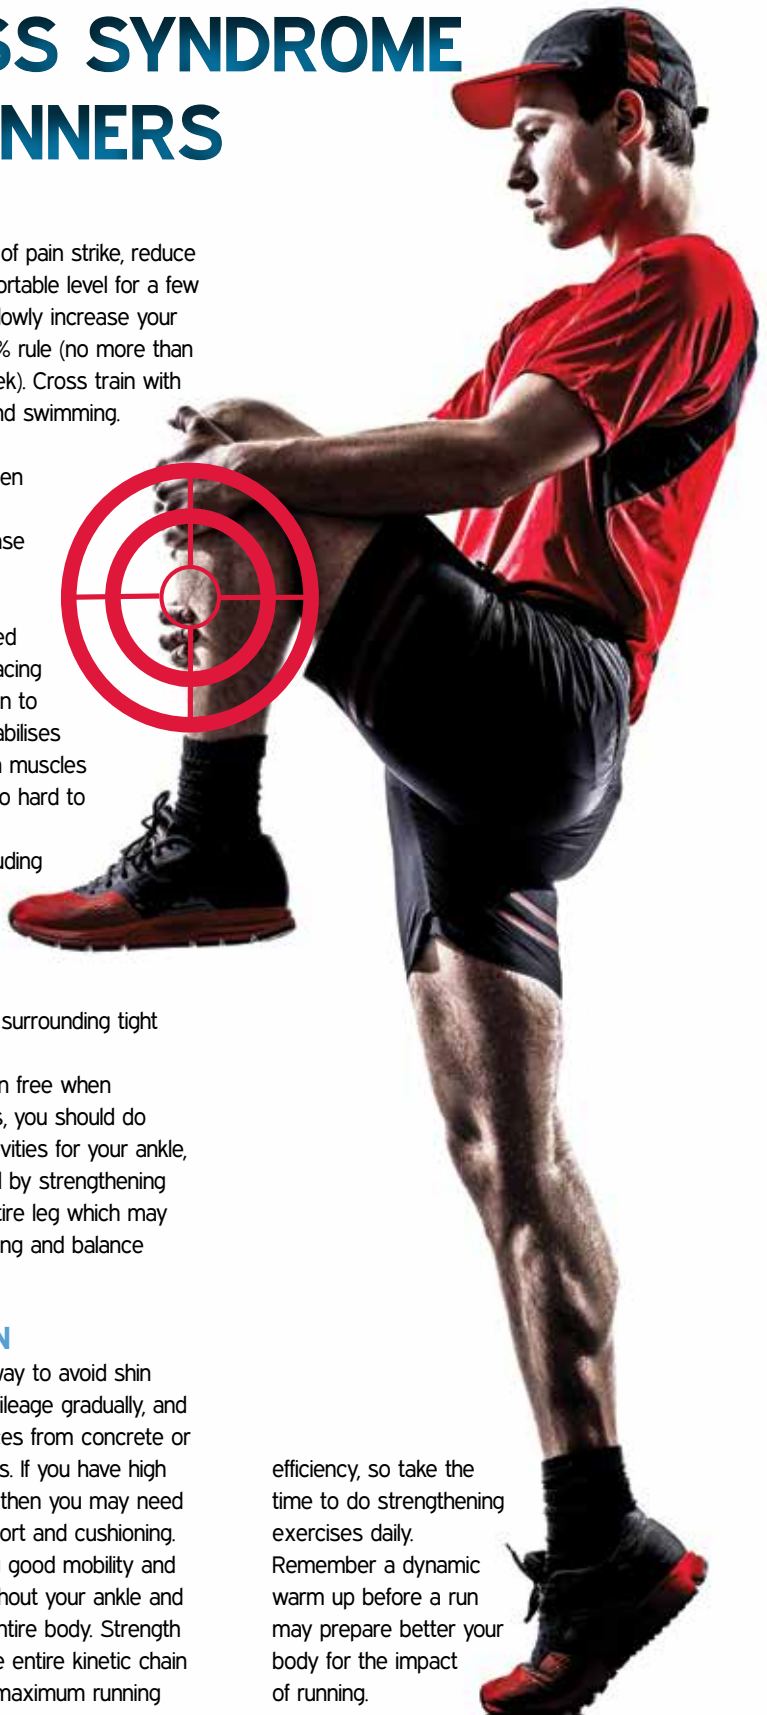 SS SYNDROME
NNERS
of pain strike, reduce
ortable level for a few
lowly increase your
% rule (no more than
ek). Cross train with
nd swimming.
en
ase
ed
acing
n to
abilises
n muscles
o hard to
uding
surrounding tight
n free when
s, you should do
vities for your ankle,
l by strengthening
tire leg which may
ng and balance
N
way to avoid shin
ileage gradually, and
ces from concrete or
s. If you have high
then you may need
ort and cushioning.
g good mobility and
hout your ankle and
ntire body. Strength
e entire kinetic chain
maximum running
efficiency, so take the
time to do strengthening
exercises daily.
Remember a dynamic
warm up before a run
may prepare better your
body for the impact
of running.